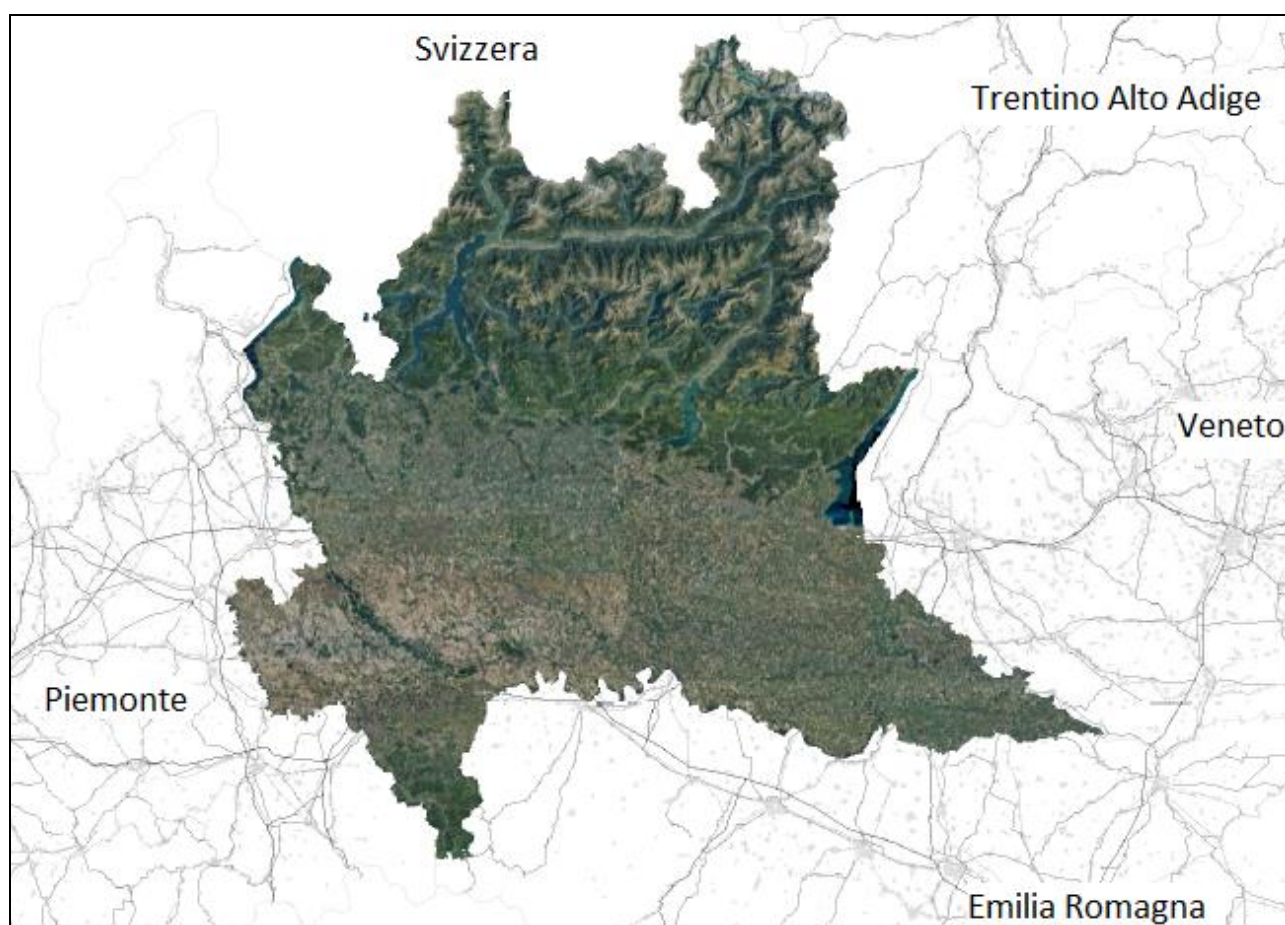 Svizzera
Trentino Alto Adige
Veneto
Piemonte
Emilia Romagna